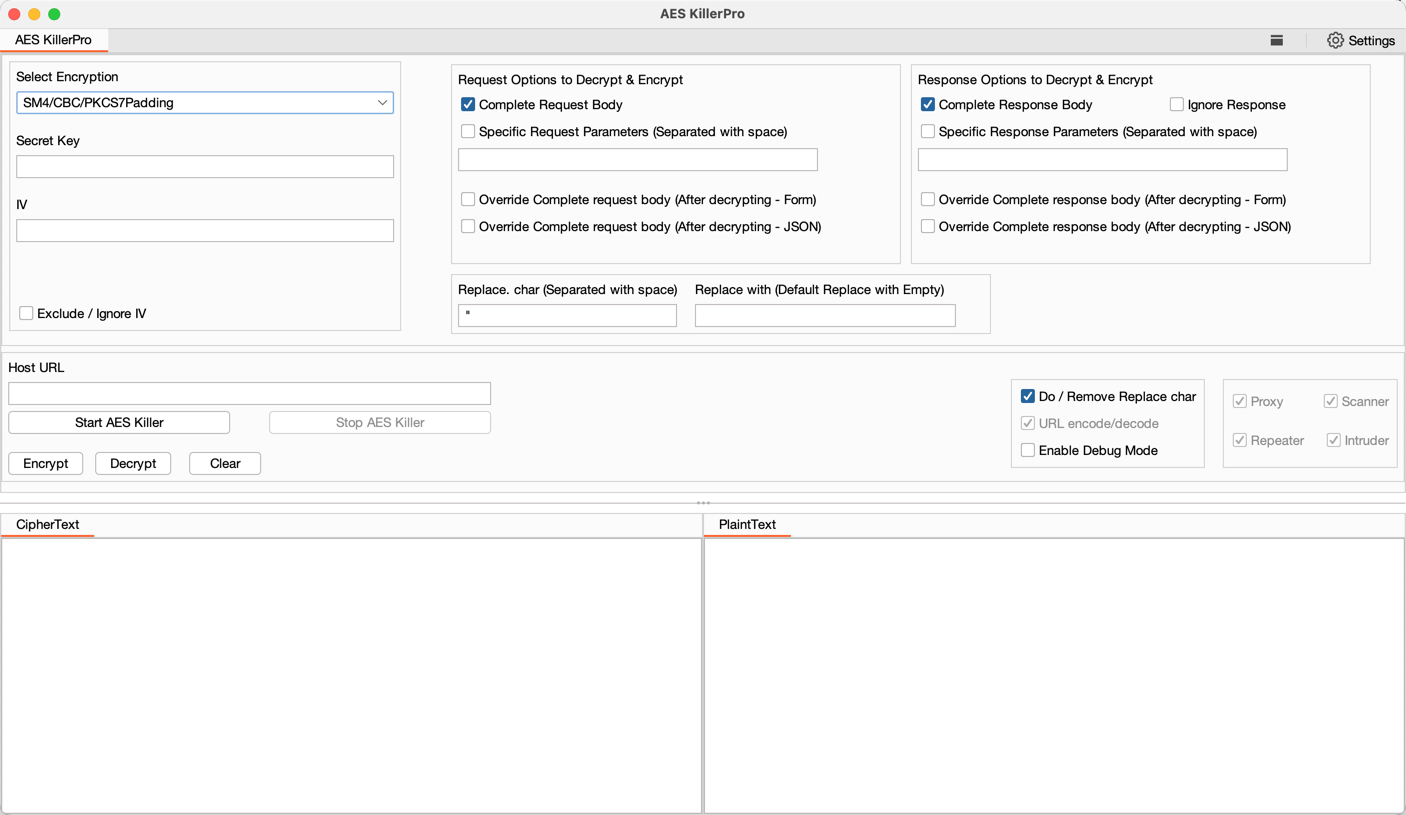 AES KillerPro
AES KillerPro
Settings
Select Encryption
SM4/CBC/PKCS7Padding
Secret Key
IV
Exclude / Ignore IV
Request Options to Decrypt & Encrypt
Complete Request Body
Specific Request Parameters (Separated with space)
Override Complete request body (After decrypting - Form)
Override Complete request body (After decrypting - JSON)
Response Options to Decrypt & Encrypt
Complete Response Body
Ignore Response
Specific Response Parameters (Separated with space)
Override Complete response body (After decrypting - Form)
Override Complete response body (After decrypting - JSON)
Replace. char (Separated with space)
"
Replace with (Default Replace with Empty)
Host URL
Start AES Killer
Stop AES Killer
Encrypt
Decrypt
Clear
Do / Remove Replace char
URL encode/decode
Enable Debug Mode
Proxy
Scanner
Repeater
Intruder
CipherText
PlaintText